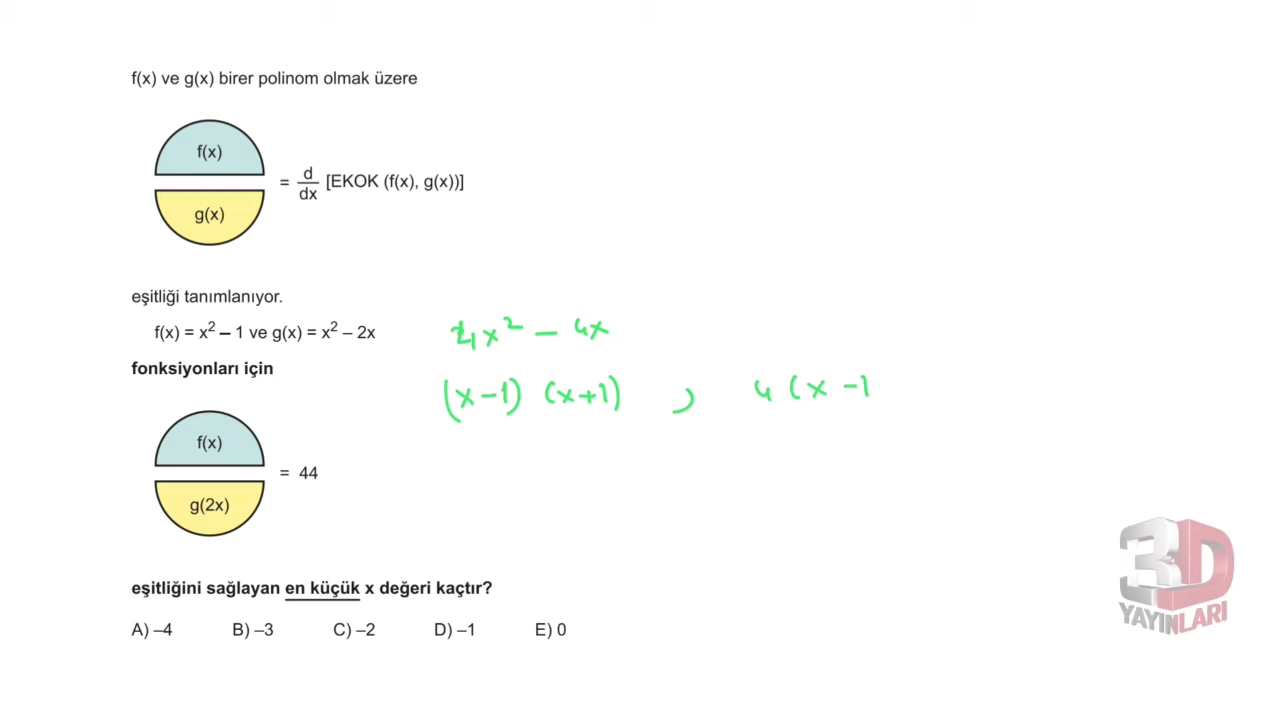 f(x) ve g(x) birer polinom olmak üzere
f(x)
g(x)
= d/dx [EKOK (f(x), g(x))]
eşitliği tanımlanıyor.
f(x) = x² – 1 ve g(x) = x² – 2x
4x² – 4x
fonksiyonları için
(x–1) (x+1) , 4(x–1
f(x)
g(2x)
= 44
eşitliğini sağlayan en küçük x değeri kaçtır?
A) –4 B) –3 C) –2 D) –1 E) 0
3D
YAYINLARI